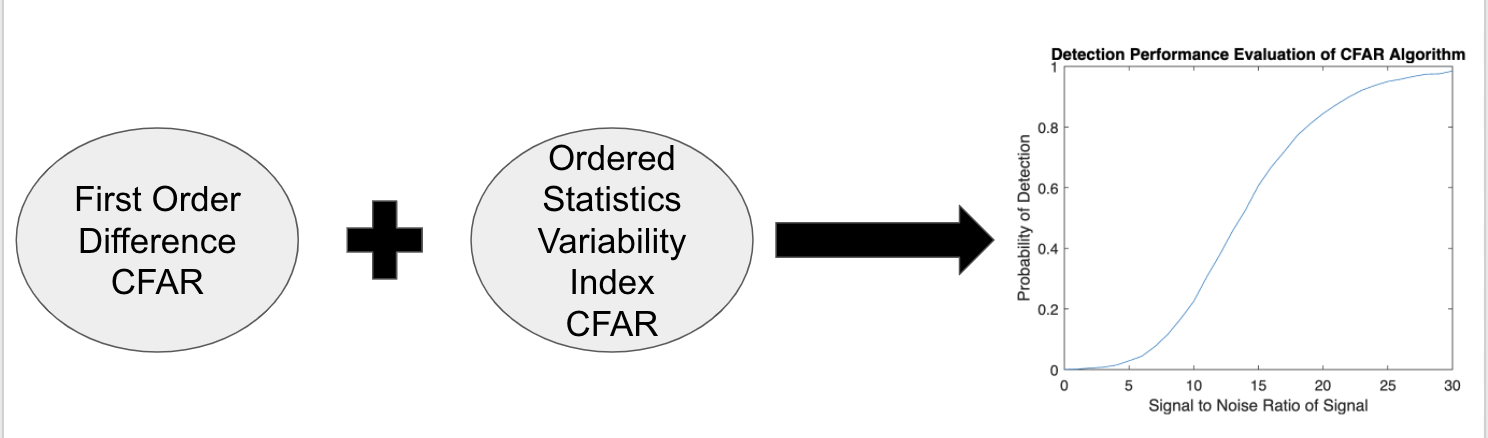 First Order
Difference
CFAR
Ordered
Statistics
Variability
Index
CFAR
Detection Performance Evaluation of CFAR Algorithm
Probability of Detection
1
0.8
0.6
0.4
0.2
0
0 5 10 15 20 25 30
Signal to Noise Ratio of Signal